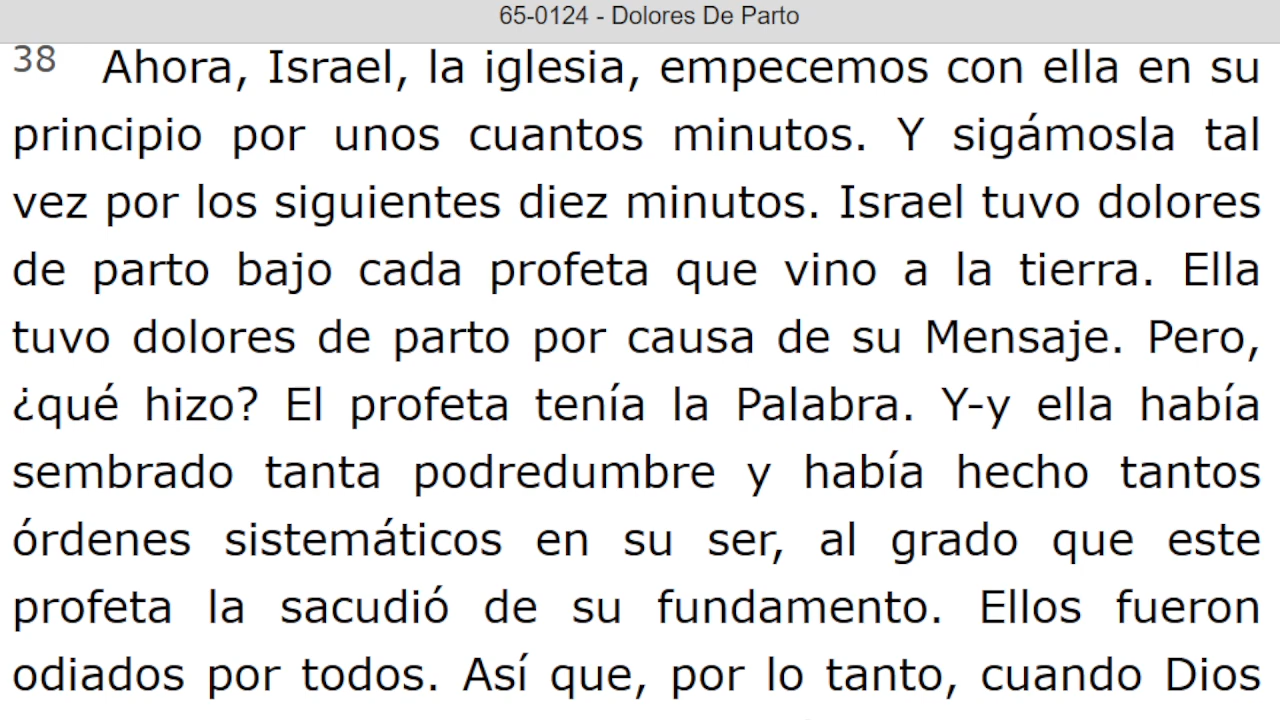 65-0124 - Dolores De Parto
38 Ahora, Israel, la iglesia, empecemos con ella en su
principio por unos cuantos minutos. Y sigámosla tal
vez por los siguientes diez minutos. Israel tuvo dolores
de parto bajo cada profeta que vino a la tierra. Ella
tuvo dolores de parto por causa de su Mensaje. Pero,
¿qué hizo? El profeta tenía la Palabra. Y-y ella había
sembrado tanta podredumbre y había hecho tantos
órdenes sistemáticos en su ser, al grado que este
profeta la sacudió de su fundamento. Ellos fueron
odiados por todos. Así que, por lo tanto, cuando Dios